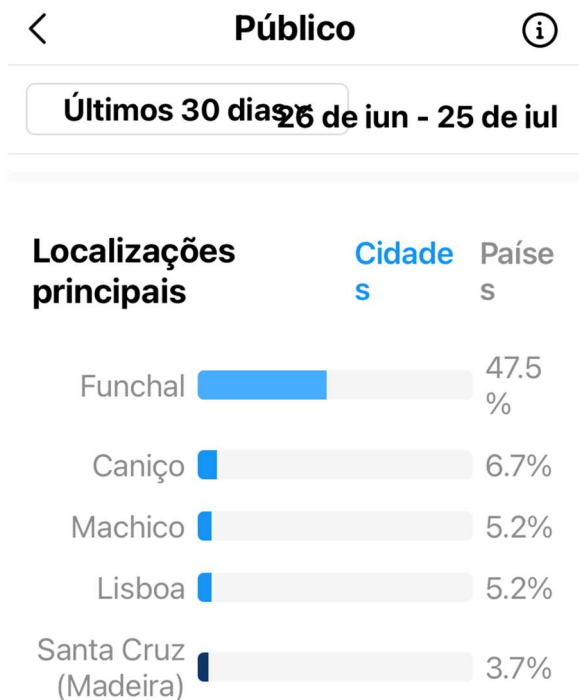 Público
Últimos 30 dias
26 de jun - 25 de jul
Localizações
principais
Cidade
s
Paíse
s
Funchal
47.5
%
Caniço
6.7%
Machico
5.2%
Lisboa
5.2%
Santa Cruz
(Madeira)
3.7%